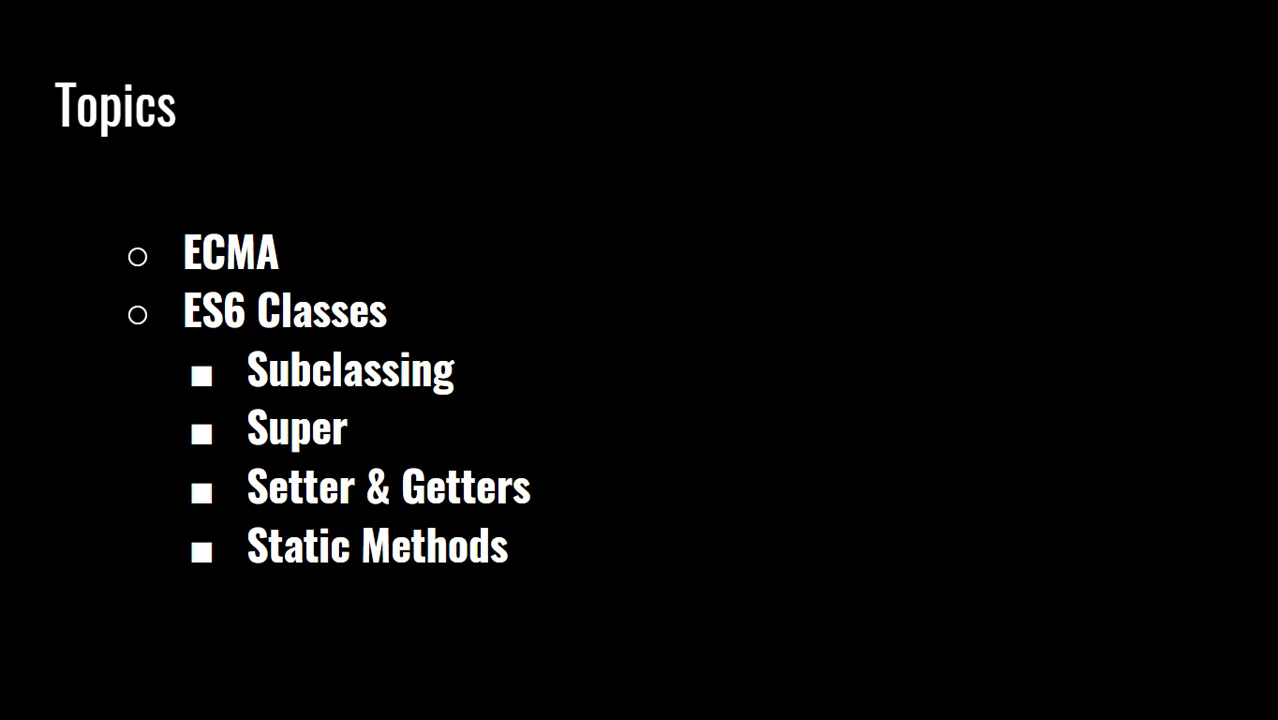 Topics
○ ECMA
○ ES6 Classes
■ Subclassing
■ Super
■ Setter & Getters
■ Static Methods